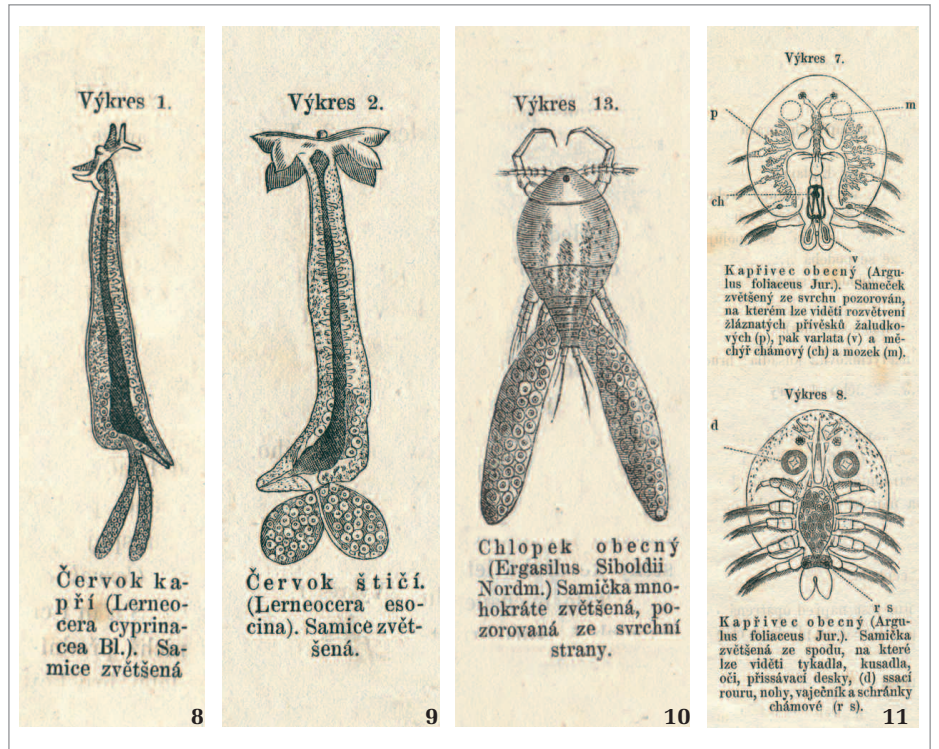 Výkres 1.
Červok ka-
pří (Lerneo-
cera cyprina-
cea Bl.). Sa-
mice zvětšená
8
Výkres 2.
Červok štičí.
(Lerneocera eso-
cina). Samice zvět-
šená.
9
Výkres 13.
Chlopek obecný
(Ergasilus Siboldii
Nordm.) Samička mno-
hokráte zvětšená, po-
zorovaná ze svrchní
strany.
10
Výkres 7.
p
m
ch
v
Kapřivec obecný (Argu-
lus foliaceus Jur.). Sameček
zvětšený ze svrchu pozorován,
na kterém lze viděti rozvětvení
žláznatých přívěsků žaludko-
vých (p), pak varlata (v) a mě-
chýř chámový (ch) a mozek (m).
Výkres 8.
d
r s
Kapřivec obecný (Argu-
lus foliaceus Jur.). Samička
zvětšená ze spodu, na které
lze viděti tykadla, kusadla,
oči, přissávací desky, (d) ssací
rouru, nohy, vaječník a schránky
chámové (r s).
11